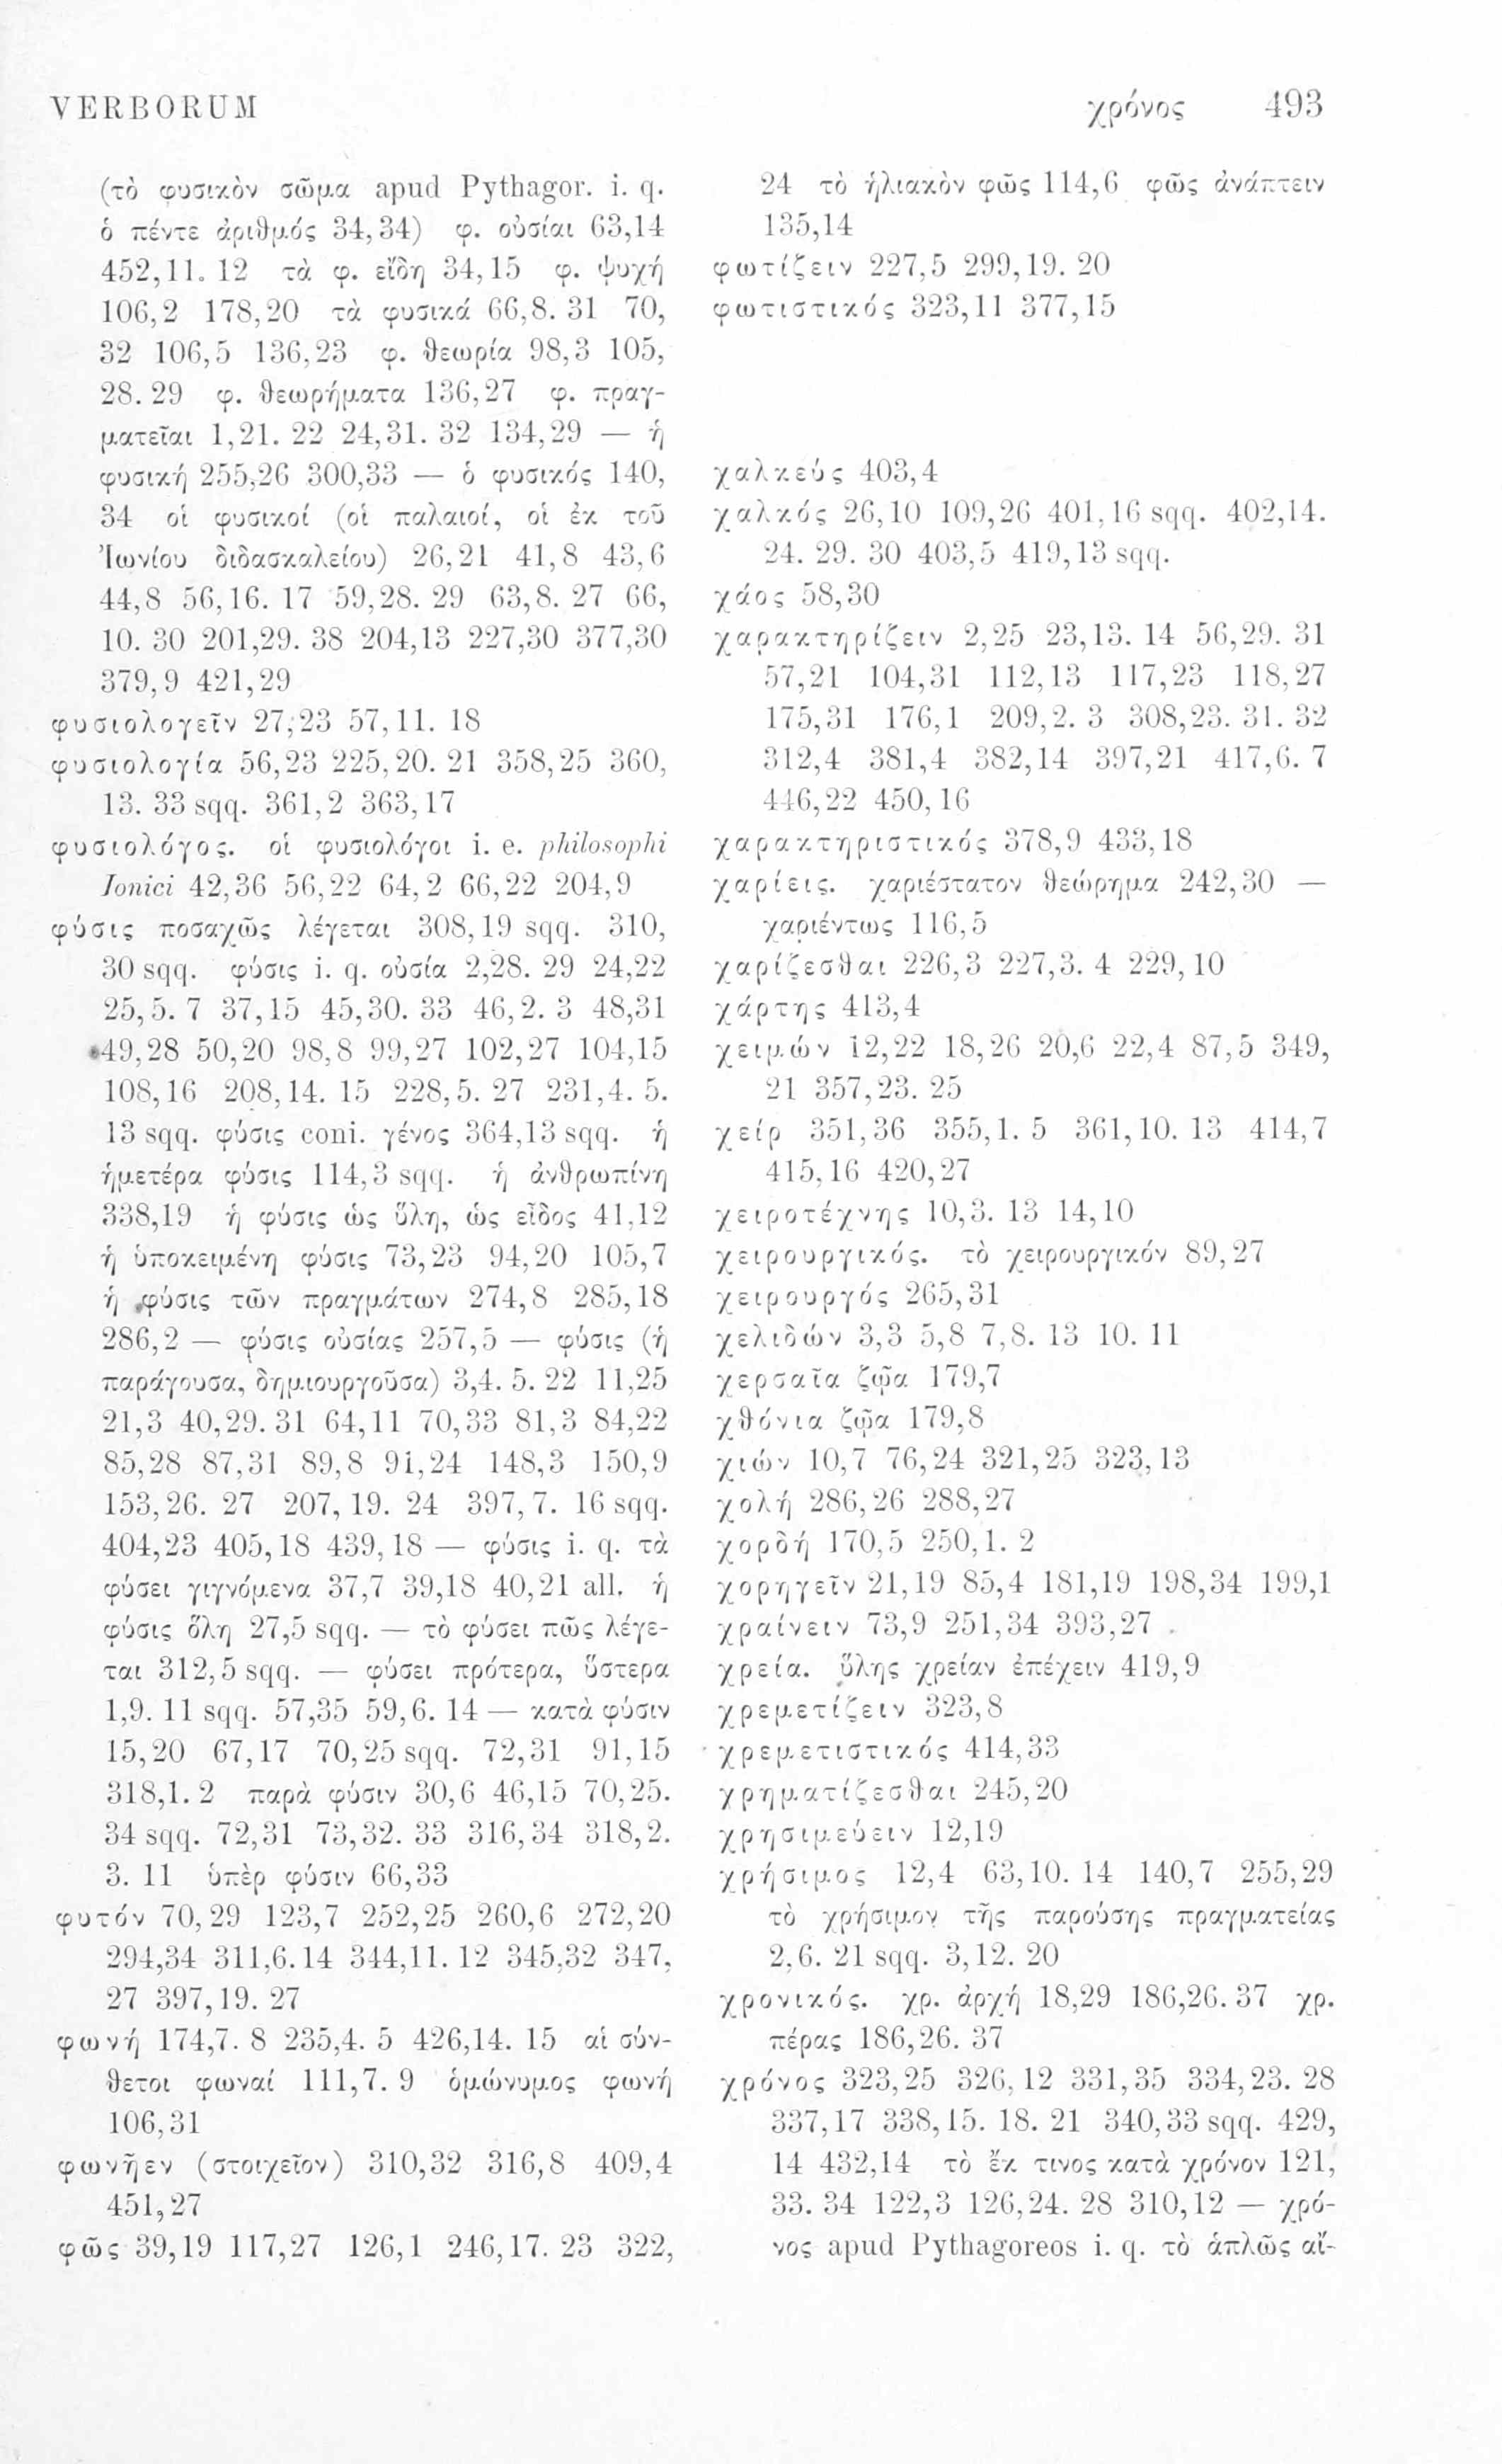 VERBORUM χρόνος 493
(τὸ φυσικὸν σῶμα apud Pythagor. i. q.
ὁ πέντε ἀριθμός 34,34) φ. οὐσίαι 63,14
452,11. 12 τὰ φ. εἴδη 34,15 φ. ψυχή
106,2 178,20 τὰ φυσικά 66,8. 31 70,
32 106,5 136,23 φ. θεωρία 98,3 105,
28. 29 φ. θεωρήματα 136,27 φ. πραγ-
ματεῖαι 1,21. 22 24,31. 32 134,29 — ἡ
φυσική 255,26 300,33 — ὁ φυσικός 140,
34 οἱ φυσικοί (οἱ παλαιοί, οἱ ἐκ τοῦ
Ἰωνίου διδασκαλείου) 26,21 41,8 43,6
44,8 56,16. 17 59,28. 29 63,8. 27 66,
10. 30 201,29. 38 204,13 227,30 377,30
379,9 421,29
φυσιολογεῖν 27,23 57,11. 18
φυσιολογία 56,23 225,20. 21 358,25 360,
13. 33 sqq. 361,2 363,17
φυσιολόγος. οἱ φυσιολόγοι i. e. philosophi
Ionici 42,36 56,22 64,2 66,22 204,9
φύσις ποσαχῶς λέγεται 308,19 sqq. 310,
30 sqq. φύσις i. q. οὐσία 2,28. 29 24,22
25,5. 7 37,15 45,30. 33 46,2. 3 48,31
49,28 50,20 98,8 99,27 102,27 104,15
108,16 208,14. 15 228,5. 27 231,4. 5.
13 sqq. φύσις coni. γένος 364,13 sqq. ἡ
ἡμετέρα φύσις 114,3 sqq. ἡ ἀνθρωπίνη
338,19 ἡ φύσις ὡς ὕλη, ὡς εἶδος 41,12
ἡ ὑποκειμένη φύσις 73,23 94,20 105,7
ἡ φύσις τῶν πραγμάτων 274,8 285,18
286,2 — φύσις οὐσίας 257,5 — φύσις (ἡ
παράγουσα, δημιουργοῦσα) 3,4. 5. 22 11,25
21,3 40,29. 31 64,11 70,33 81,3 84,22
85,28 87,31 89,8 91,24 148,3 150,9
153,26. 27 207,19. 24 397,7. 16 sqq.
404,23 405,18 439,18 — φύσις i. q. τὰ
φύσει γιγνόμενα 37,7 39,18 40,21 all. ἡ
φύσις ὅλη 27,5 sqq. — τὸ φύσει πῶς λέγε-
ται 312,5 sqq. — φύσει πρότερα, ὕστερα
1,9. 11 sqq. 57,35 59,6. 14 — κατὰ φύσιν
15,20 67,17 70,25 sqq. 72,31 91,15
318,1. 2 παρὰ φύσιν 30,6 46,15 70,25.
34 sqq. 72,31 73,32. 33 316,34 318,2.
3. 11 ὑπὲρ φύσιν 66,33
φυτόν 70,29 123,7 252,25 260,6 272,20
294,34 311,6. 14 344,11. 12 345,32 347,
27 397,19. 27
φωνή 174,7. 8 235,4. 5 426,14. 15 αἱ σύν-
θετοι φωναί 111,7. 9 ὁμώνυμος φωνή
106,31
φωνῆεν (στοιχεῖον) 310,32 316,8 409,4
451,27
φῶς 39,19 117,27 126,1 246,17. 23 322,
24 τὸ ἡλιακὸν φῶς 114,6 φῶς ἀνάπτειν
135,14
φωτίζειν 227,5 299,19. 20
φωτιστικός 323,11 377,15
χαλκεύς 403,4
χαλκός 26,10 109,26 401,16 sqq. 402,14.
24. 29. 30 403,5 419,13 sqq.
χάος 58,30
χαρακτηρίζειν 2,25 23,13. 14 56,29. 31
57,21 104,31 112,13 117,23 118,27
175,31 176,1 209,2. 3 308,23. 31. 32
312,4 381,4 382,14 397,21 417,6. 7
446,22 450,16
χαρακτηριστικός 378,9 433,18
χαρίεις. χαριέστατον θεώρημα 242,30 —
χαριέντως 116,5
χαρίζεσθαι 226,3 227,3. 4 229,10
χάρτης 413,4
χειμών 12,22 18,26 20,6 22,4 87,5 349,
21 357,23. 25
χείρ 351,36 355,1. 5 361,10. 13 414,7
415,16 420,27
χειροτέχνης 10,3. 13 14,10
χειρουργικός. τὸ χειρουργικόν 89,27
χειρουργός 265,31
χελιδών 3,3 5,8 7,8. 13 10. 11
χερσαῖα ζῷα 179,7
χθόνια ζῷα 179,8
χιών 10,7 76,24 321,25 323,13
χολή 286,26 288,27
χορδή 170,5 250,1. 2
χορηγεῖν 21,19 85,4 181,19 198,34 199,1
χραίνειν 73,9 251,34 393,27
χρεία. ὕλης χρείαν ἐπέχειν 419,9
χρεμετίζειν 323,8
χρεμετιστικός 414,33
χρηματίζεσθαι 245,20
χρησιμεύειν 12,19
χρήσιμος 12,4 63,10. 14 140,7 255,29
τὸ χρήσιμον τῆς παρούσης πραγματείας
2,6. 21 sqq. 3,12. 20
χρονικός. χρ. ἀρχή 18,29 186,26. 37 χρ.
πέρας 186,26. 37
χρόνος 323,25 326,12 331,35 334,23. 28
337,17 338,15. 18. 21 340,33 sqq. 429,
14 432,14 τὸ ἔκ τινος κατὰ χρόνον 121,
33. 34 122,3 126,24. 28 310,12 — χρό-
νος apud Pythagoreos i. q. τὸ ἁπλῶς αἴ-